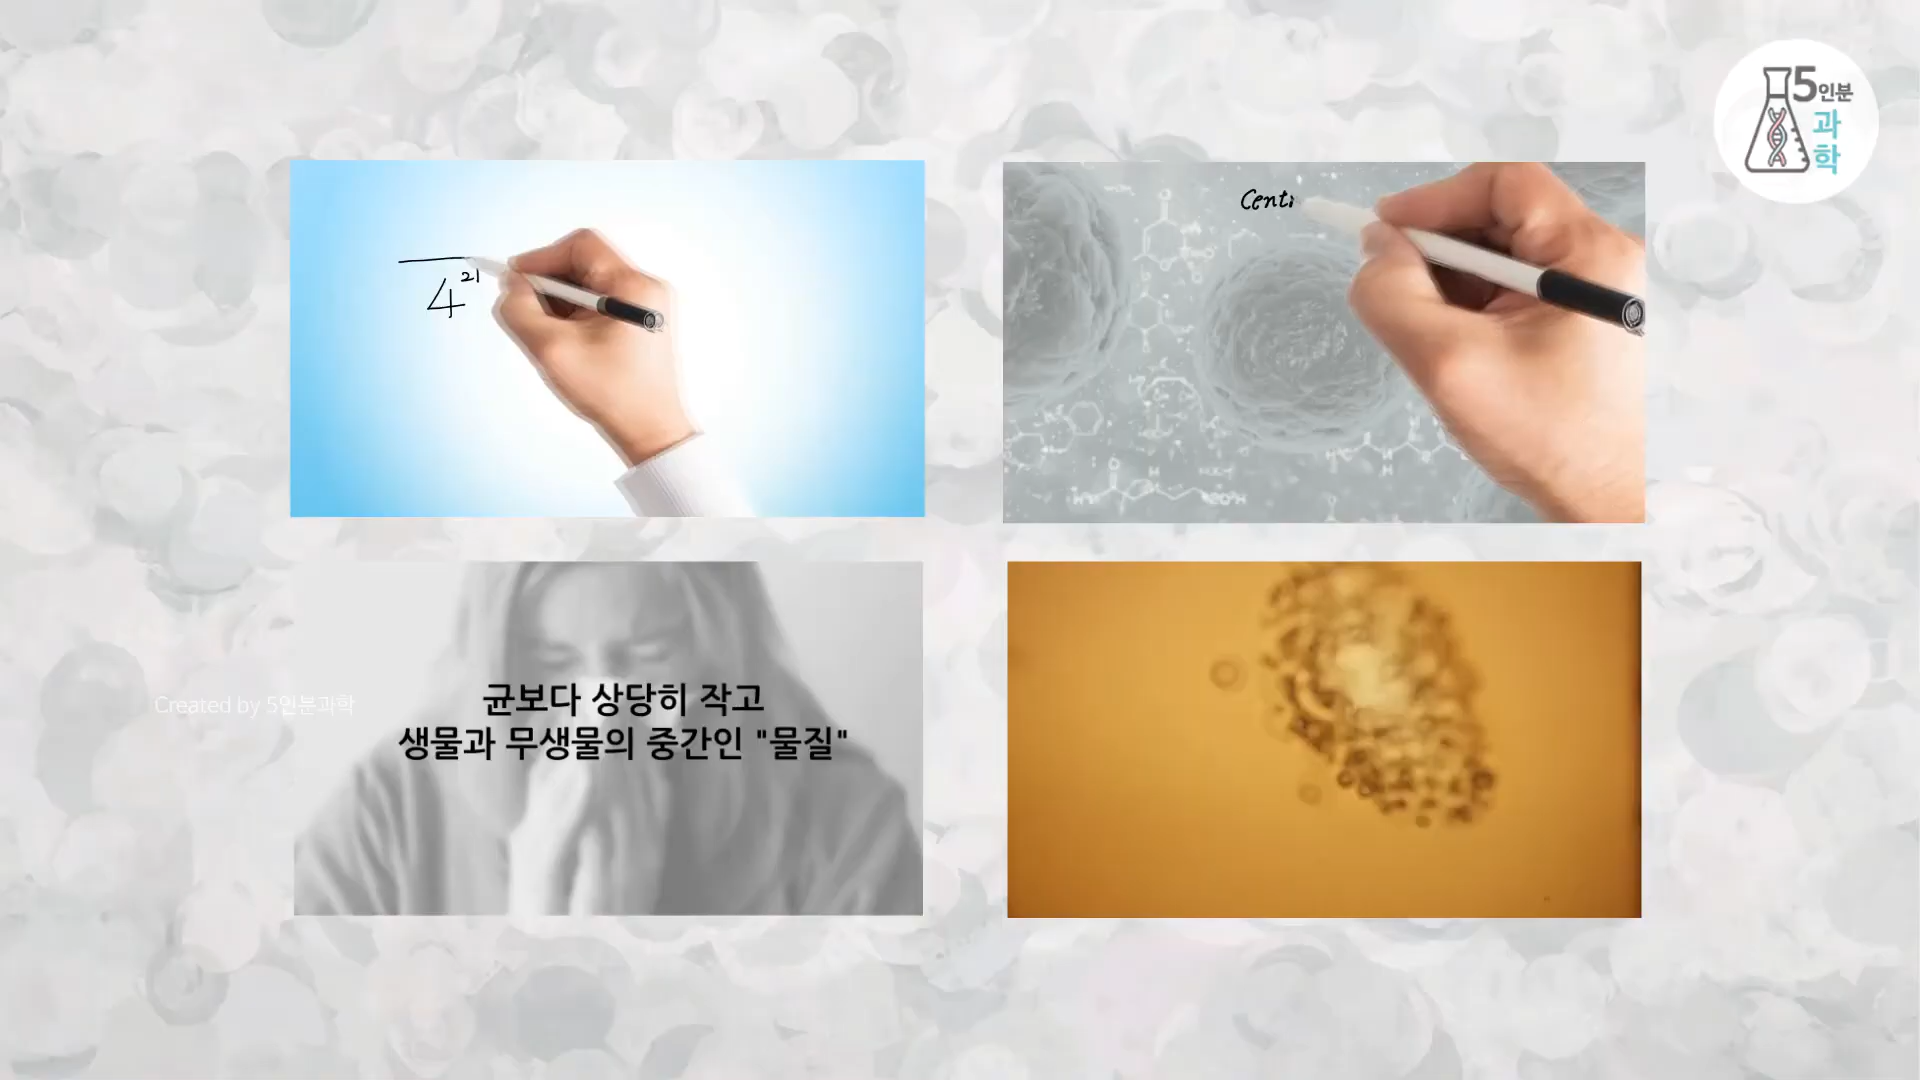 5인분
과
학
Centi
4²¹
균보다 상당히 작고
생물과 무생물의 중간인 "물질"
Created by 5인분과학